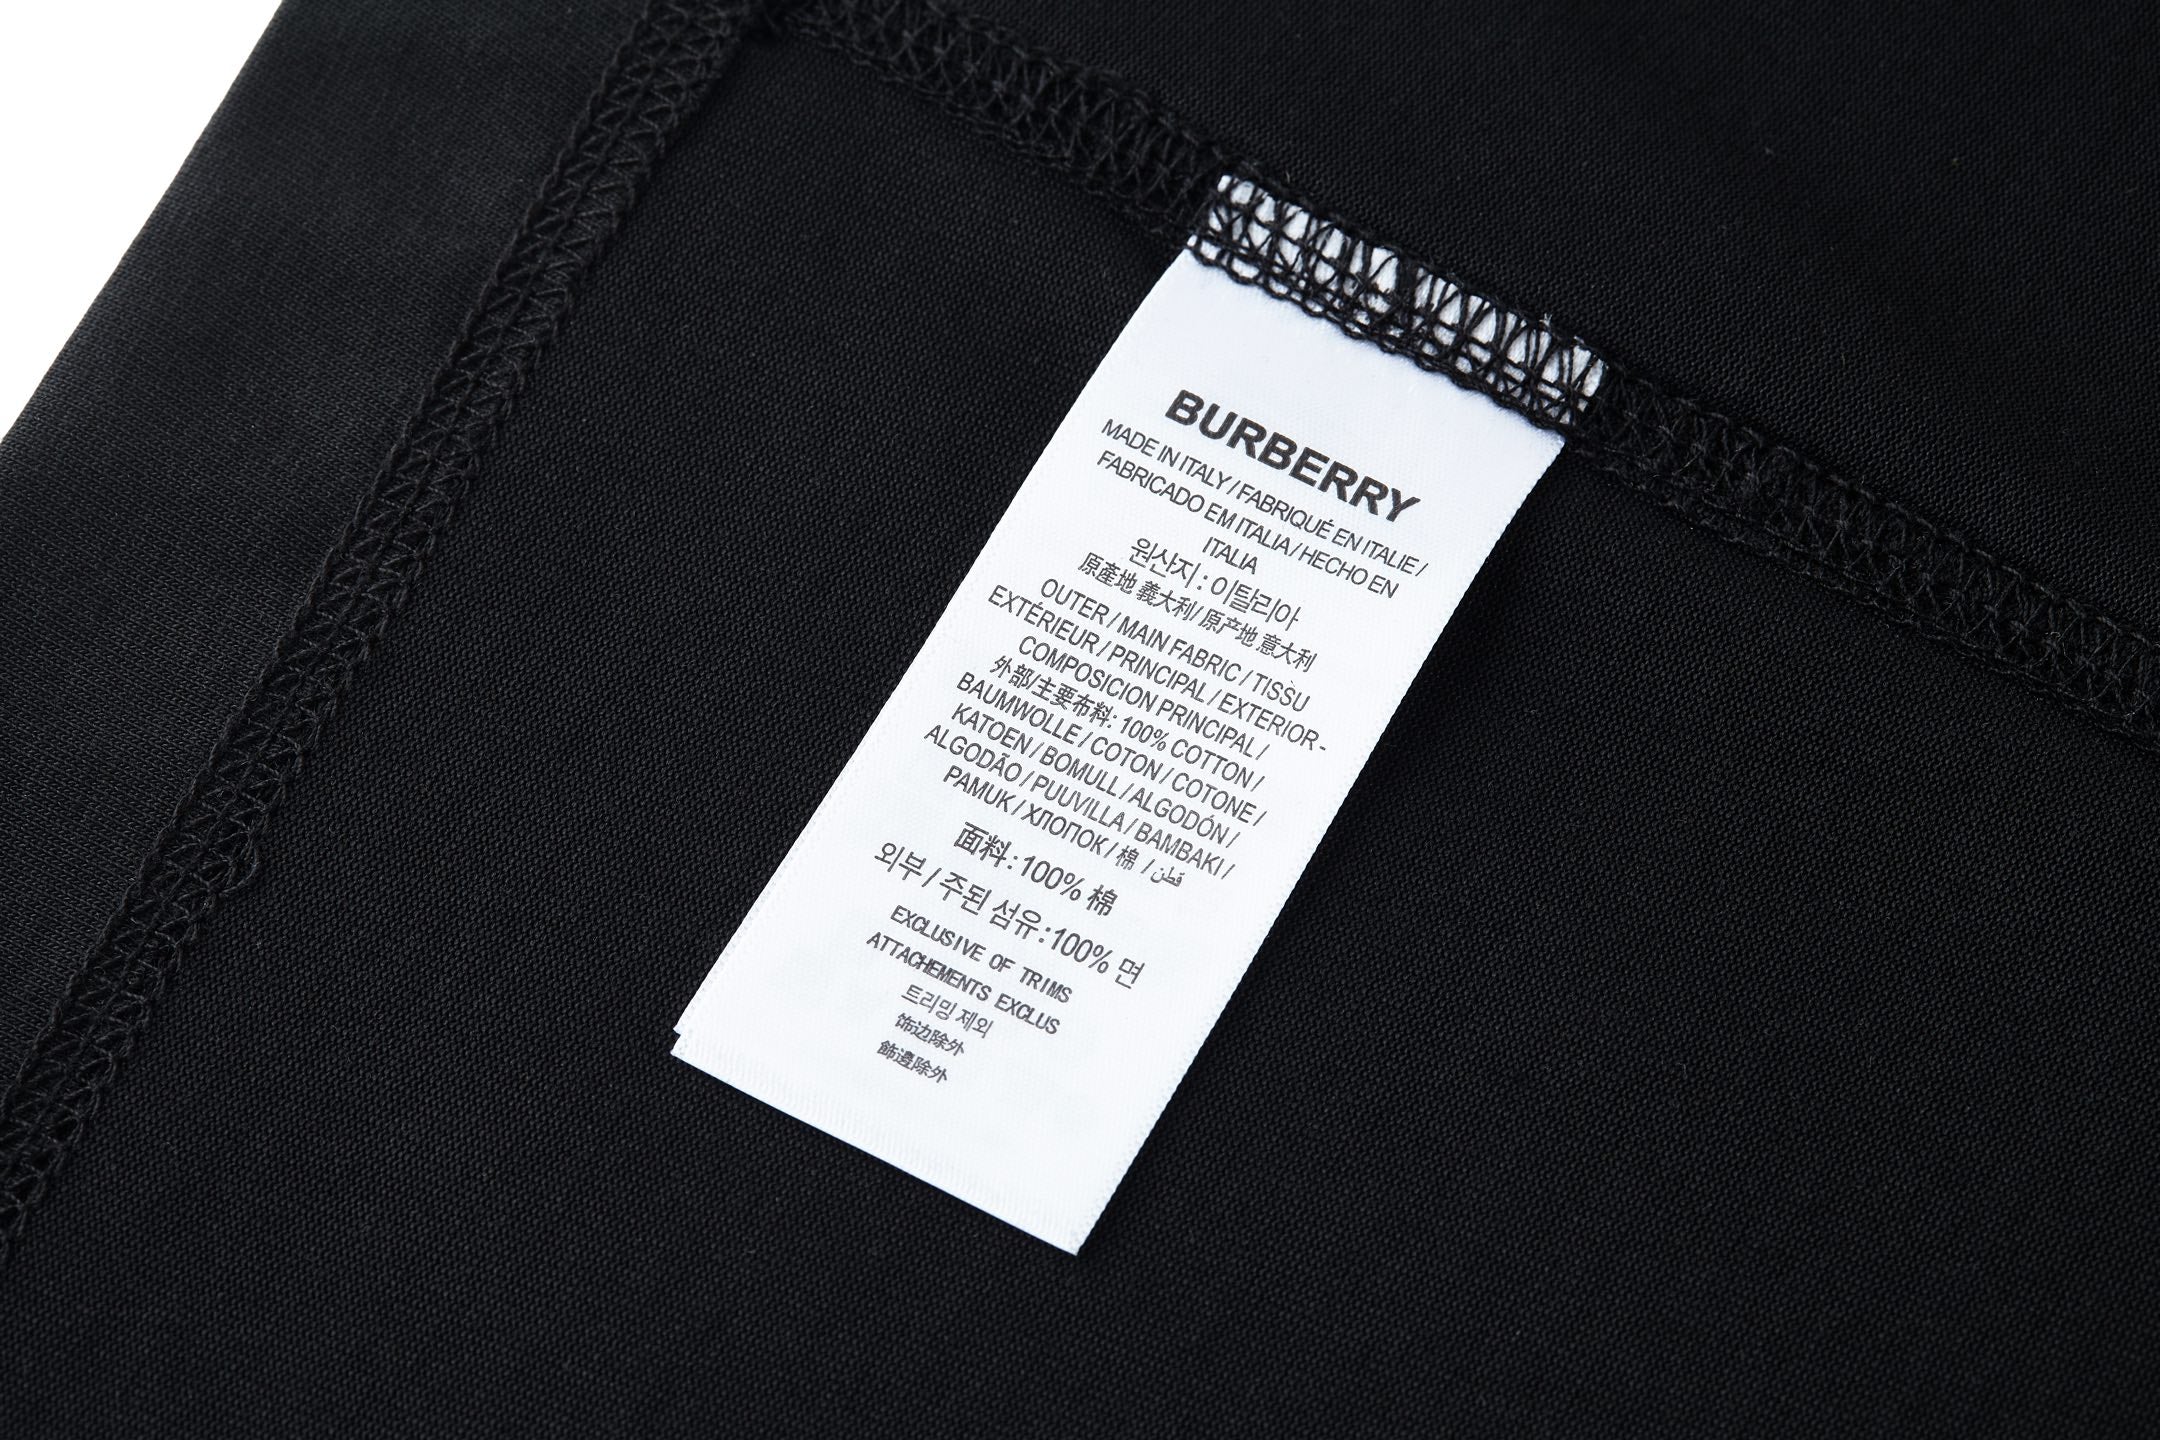 BURBERRY
MADE IN ITALY / FABRIQUÉ EN ITALIE /
FABRICADO EM ITALIA / HECHO EN
ITALIA
원산지 : 이탈리아
原產地 義大利/ 原产地 意大利
OUTER / MAIN FABRIC / TISSU
EXTÉRIEUR / PRINCIPAL / EXTERIOR -
COMPOSICION PRINCIPAL /
外部/主要布料: 100% COTTON /
BAUMWOLLE / COTON / COTONE /
KATOEN / BOMULL / ALGODÓN /
ALGODÃO / PUUVILLA / BAMBAKI /
PAMUK / ХЛОПОК / 棉 / قطن
面料 : 100% 棉
외부 / 주된 섬유 : 100% 면
EXCLUSIVE OF TRIMS
ATTACHEMENTS EXCLUS
트리밍 제외
饰边除外
飾邊除外